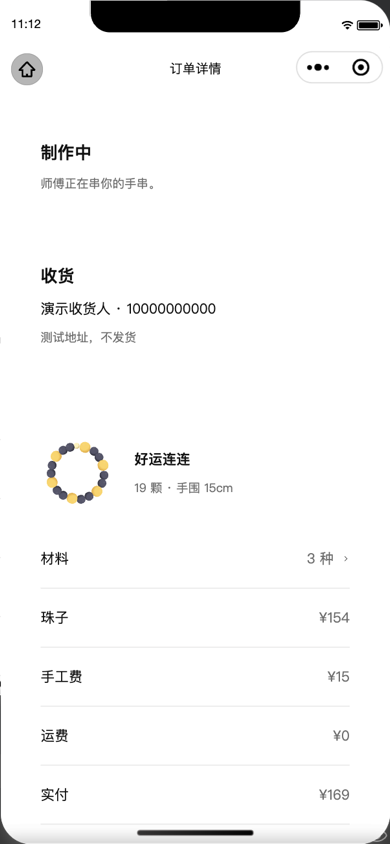 11:12
订单详情
制作中
师傅正在串你的手串。
收货
演示收货人 · 10000000000
测试地址，不发货
好运连连
19 颗 · 手围 15cm
材料 3 种 ›
珠子 ¥154
手工费 ¥15
运费 ¥0
实付 ¥169